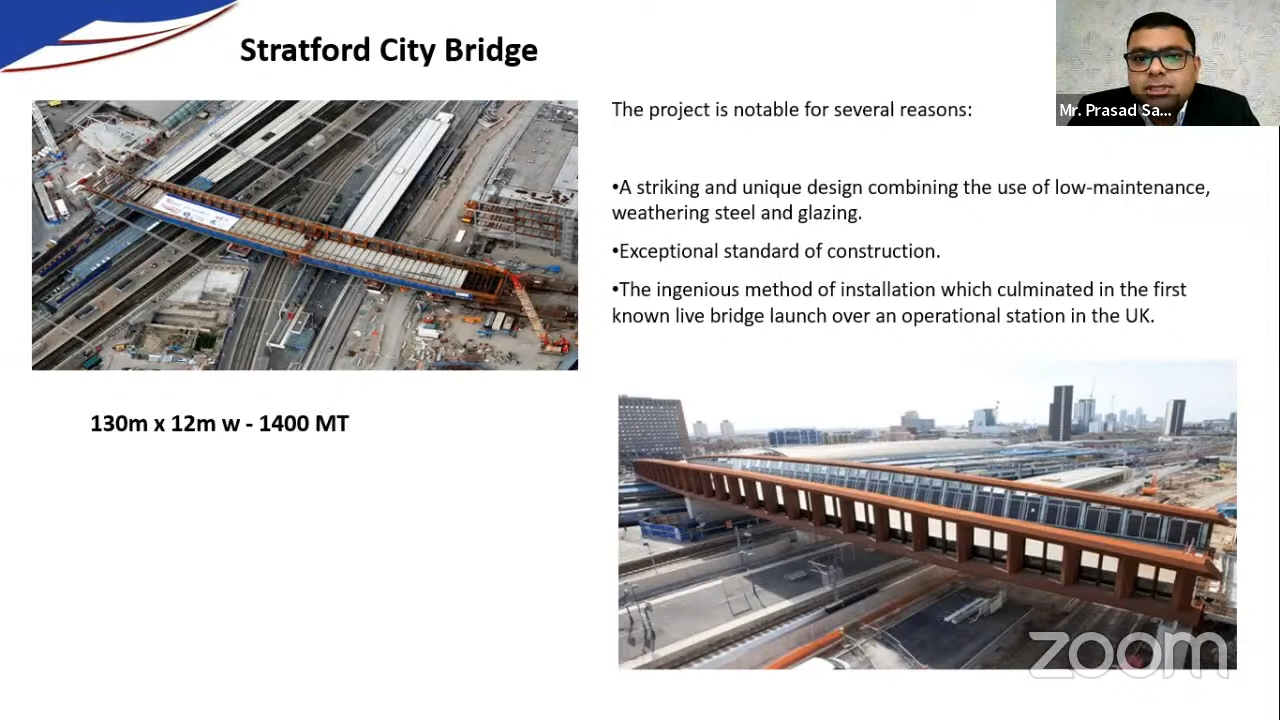 Stratford City Bridge
Mr. Prasad Sa...
The project is notable for several reasons:
•A striking and unique design combining the use of low-maintenance,
weathering steel and glazing.
•Exceptional standard of construction.
•The ingenious method of installation which culminated in the first
known live bridge launch over an operational station in the UK.
130m x 12m w - 1400 MT
zoom